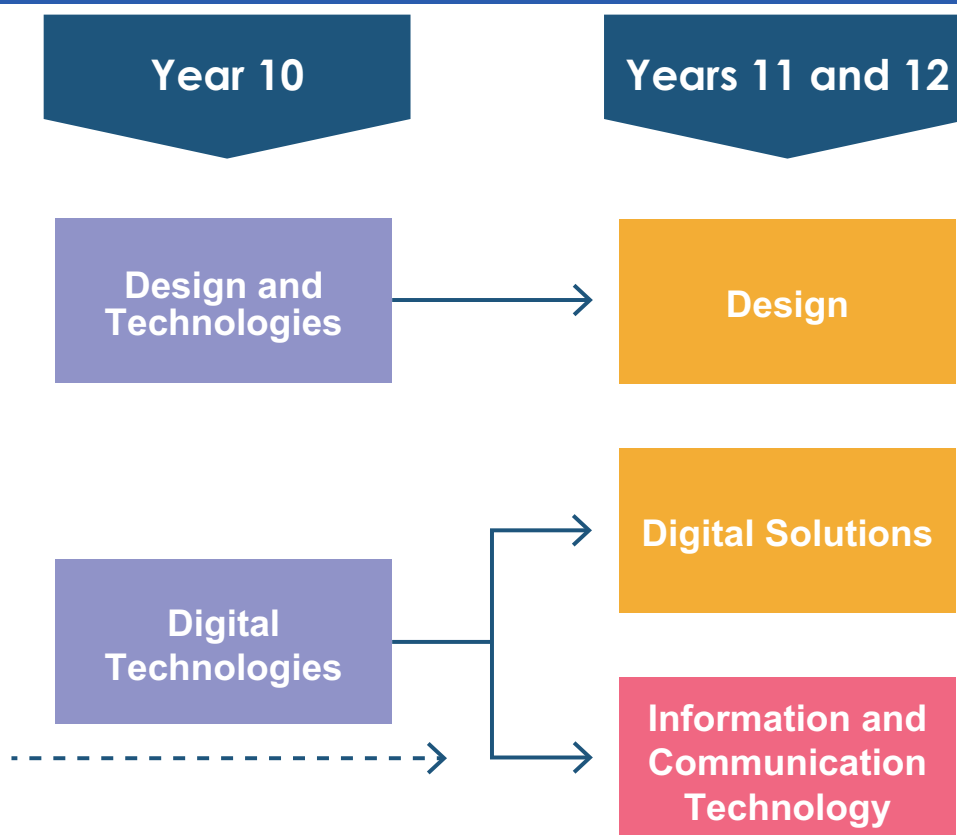 Year 10
Years 11 and 12
Design and
Technologies
Design
Digital Solutions
Digital
Technologies
Information and
Communication
Technology